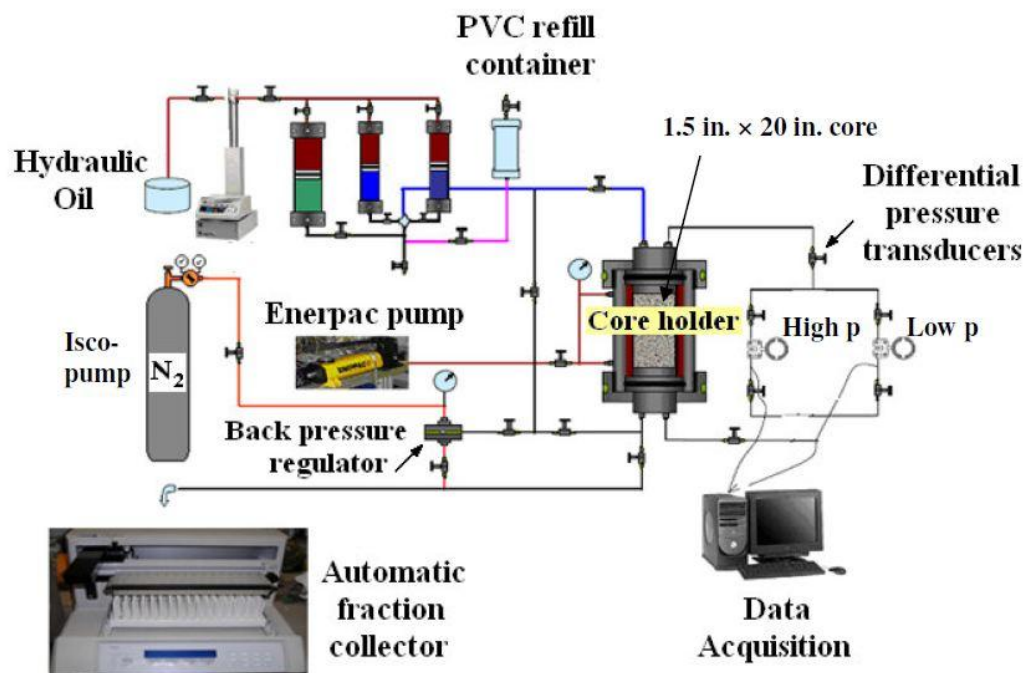 PVC refill
container
1.5 in. × 20 in. core
Hydraulic
Oil
Differential
pressure
transducers
Enerpac pump
Core holder
High p
Low p
Isco-
pump
N2
ENERPAC
Back pressure
regulator
Automatic
fraction
collector
Data
Acquisition